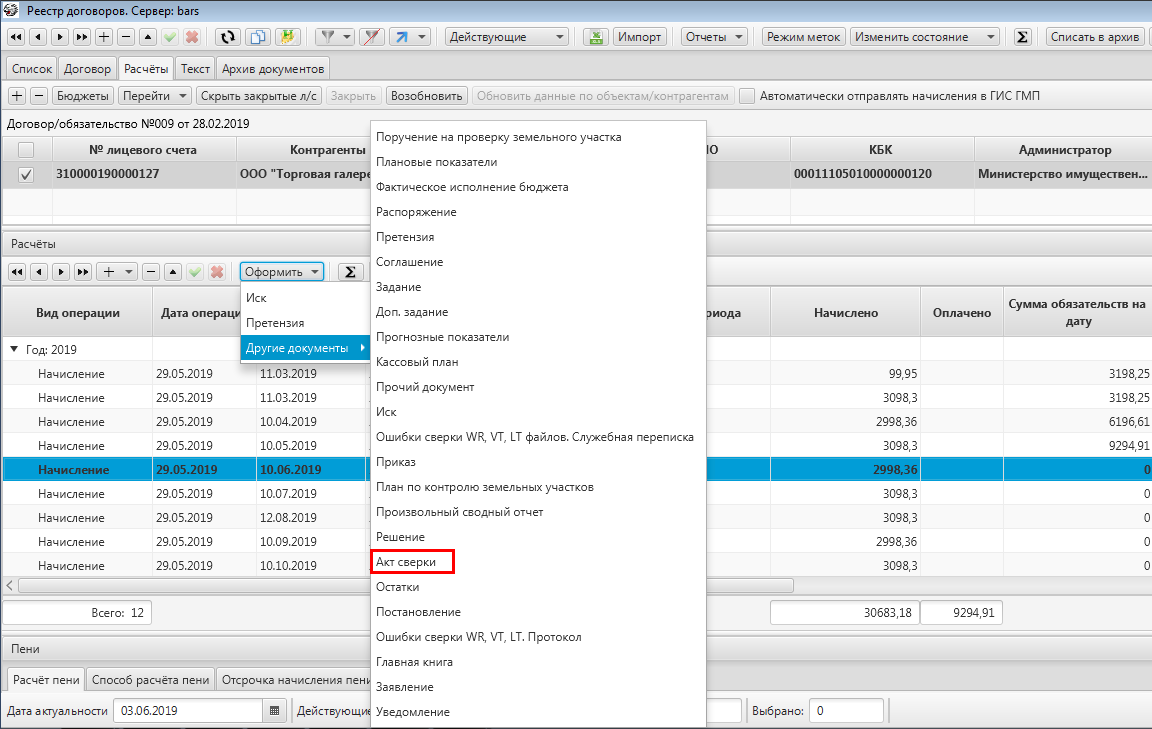 Реестр договоров. Сервер: bars
Действующие Импорт Отчеты Режим меток Изменить состояние Σ Списать в архив
Список Договор Расчёты Текст Архив документов
Бюджеты Перейти Скрыть закрытые л/с Закрыть Возобновить Обновить данные по объектам/контрагентам Автоматически отправлять начисления в ГИС ГМП
Договор/обязательство №009 от 28.02.2019
№ лицевого счета Контрагенты КБК Администратор
310000190000127 ООО "Торговая галере 00011105010000000120 Министерство имуществен...
Расчёты
Оформить Σ
Иск
Претензия
Другие документы
Поручение на проверку земельного участка
Плановые показатели
Фактическое исполнение бюджета
Распоряжение
Претензия
Соглашение
Задание
Доп. задание
Прогнозные показатели
Кассовый план
Прочий документ
Иск
Ошибки сверки WR, VT, LT файлов. Служебная переписка
Приказ
План по контролю земельных участков
Произвольный сводный отчет
Решение
Акт сверки
Остатки
Постановление
Ошибки сверки WR, VT, LT. Протокол
Главная книга
Заявление
Уведомление
Вид операции Дата операци риода Начислено Оплачено Сумма обязательств на
дату
Год: 2019
Начисление 29.05.2019 11.03.2019 99,95 3198,25
Начисление 29.05.2019 11.03.2019 3098,3 3198,25
Начисление 29.05.2019 10.04.2019 2998,36 6196,61
Начисление 29.05.2019 10.05.2019 3098,3 9294,91
Начисление 29.05.2019 10.06.2019 2998,36 0
Начисление 29.05.2019 10.07.2019 3098,3 0
Начисление 29.05.2019 12.08.2019 3098,3 0
Начисление 29.05.2019 10.09.2019 2998,36 0
Начисление 29.05.2019 10.10.2019 3098,3 0
Всего: 12 30683,18 9294,91
Пени
Расчёт пени Способ расчёта пени Отсрочка начисления пени
Дата актуальности 03.06.2019 Действующие Выбрано: 0